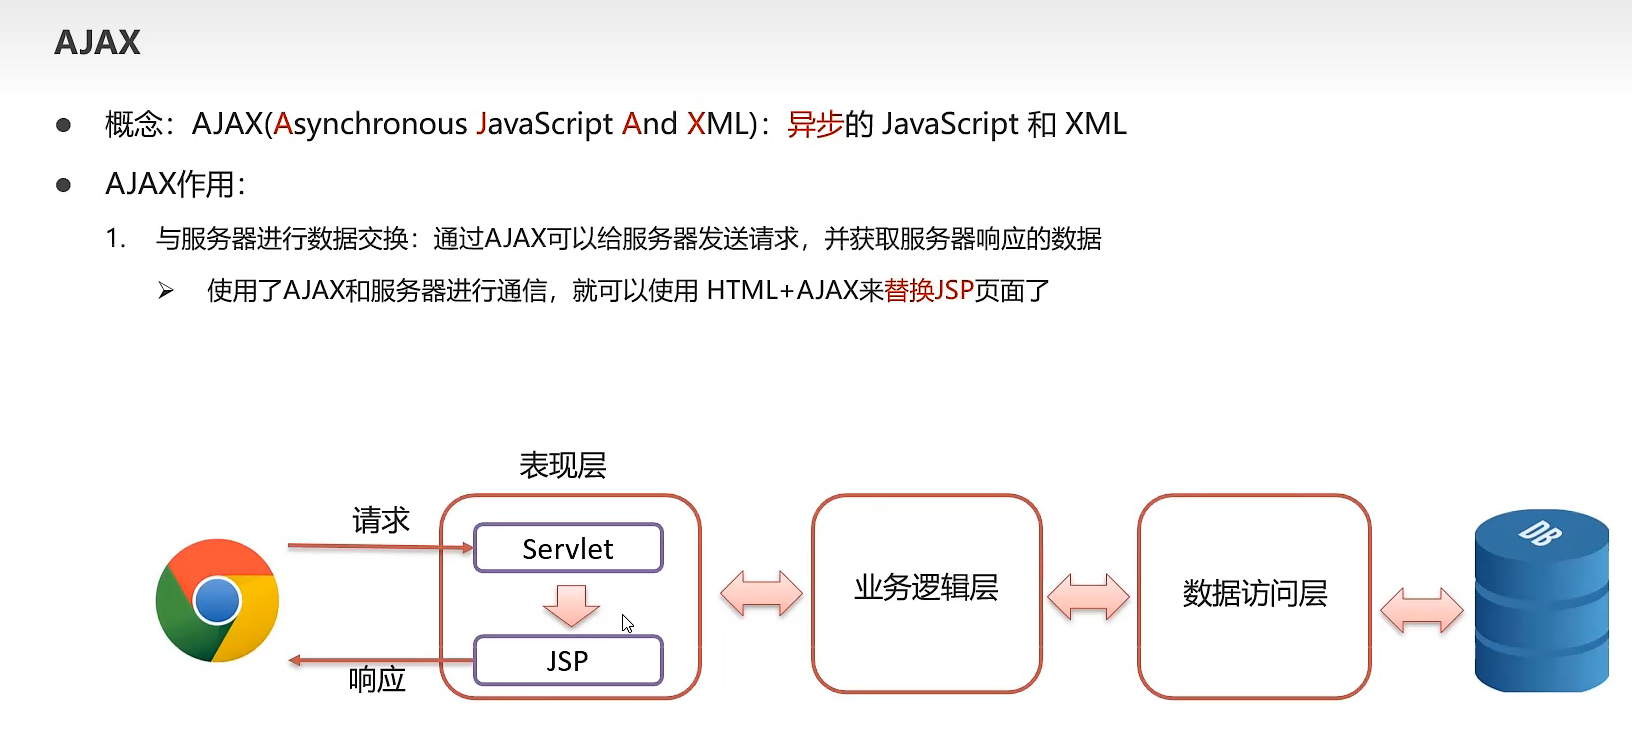 AJAX
概念：AJAX(Asynchronous JavaScript And XML)：异步的 JavaScript 和 XML
AJAX作用：
1. 与服务器进行数据交换：通过AJAX可以给服务器发送请求，并获取服务器响应的数据
使用了AJAX和服务器进行通信，就可以使用 HTML+AJAX来替换JSP页面了
表现层
请求
Servlet
JSP
响应
业务逻辑层
数据访问层
DB